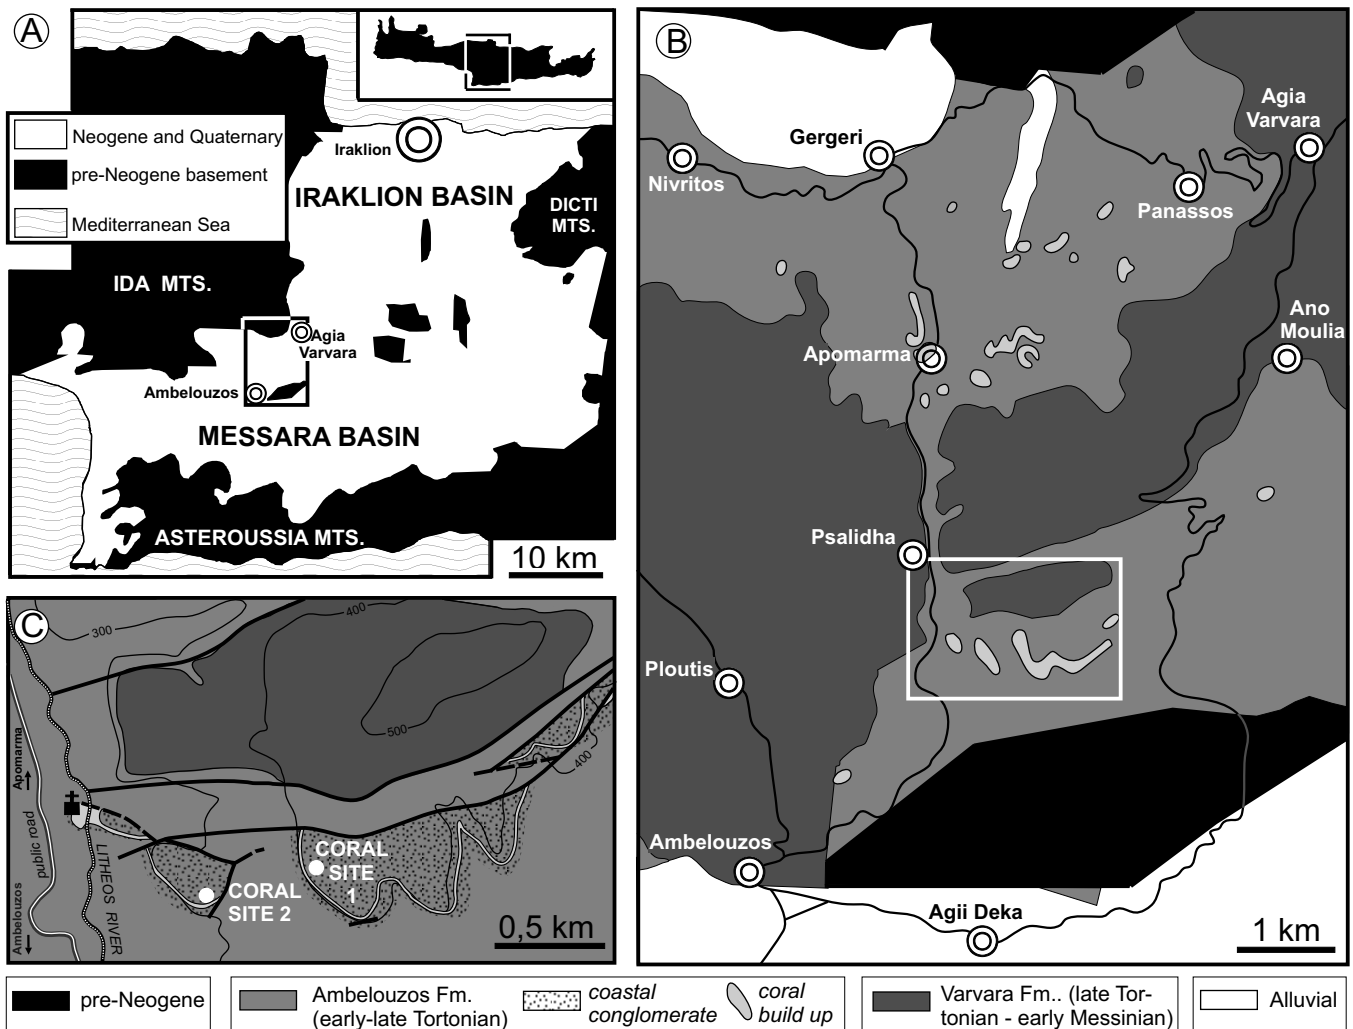 A
Neogene and Quaternary
pre-Neogene basement
Mediterranean Sea
Iraklion
IRAKLION BASIN
DICTI
MTS.
IDA MTS.
Agia
Varvara
Ambelouzos
MESSARA BASIN
ASTEROUSSIA MTS.
10 km
B
Agia
Varvara
Gergeri
Nivritos
Panassos
Ano
Moulia
Apomarma
Psalidha
Ploutis
Ambelouzos
Agii Deka
1 km
C
300
400
500
400
Apomarma
public road
Ambelouzos
LITHEOS RIVER
CORAL
SITE
1
CORAL
SITE 2
0,5 km
pre-Neogene
Ambelouzos Fm.
(early-late Tortonian)
coastal
conglomerate
coral
build up
Varvara Fm.. (late Tor-
tonian - early Messinian)
Alluvial